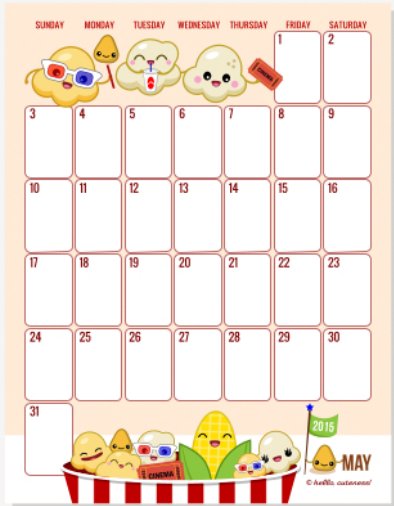 SUNDAY MONDAY TUESDAY WEDNESDAY THURSDAY FRIDAY SATURDAY
CINEMA
1 2
3 4 5 6 7 8 9
10 11 12 13 14 15 16
17 18 19 20 21 22 23
24 25 26 27 28 29 30
31
2015
CINEMA
MAY
© hello, cuteness!